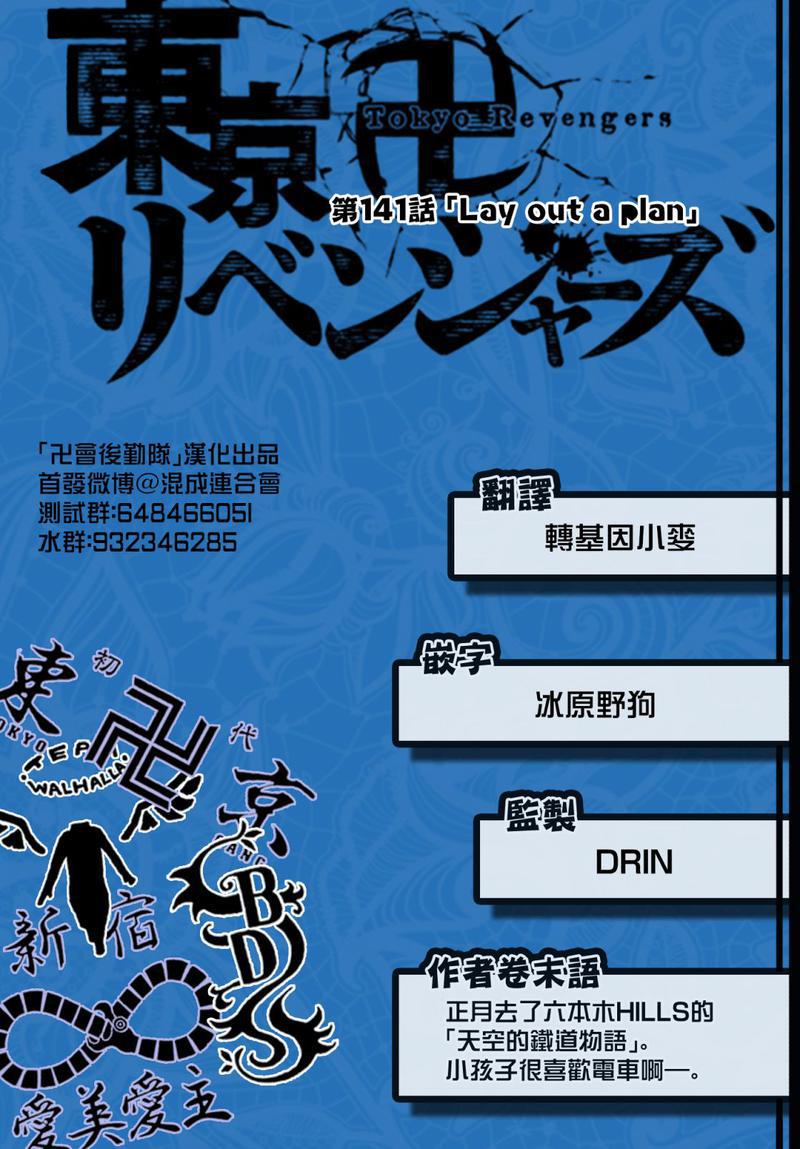 東京卍
Tokyo Revengers
第141話「Lay out a plan」
リベンジャーズ
「卍會後勤隊」漢化出品
首發微博@混成連合會
測試群:648466051
水群:932346285
翻譯
轉基因小麥
嵌字
冰原野狗
監製
DRIN
作者卷末語
正月去了六本木HILLS的
「天空的鐵道物語」。
小孩子很喜歡電車啊—。
初代
東卍京
TOKYO
WALHALLA
GANG
BDS
新宿
愛美愛主